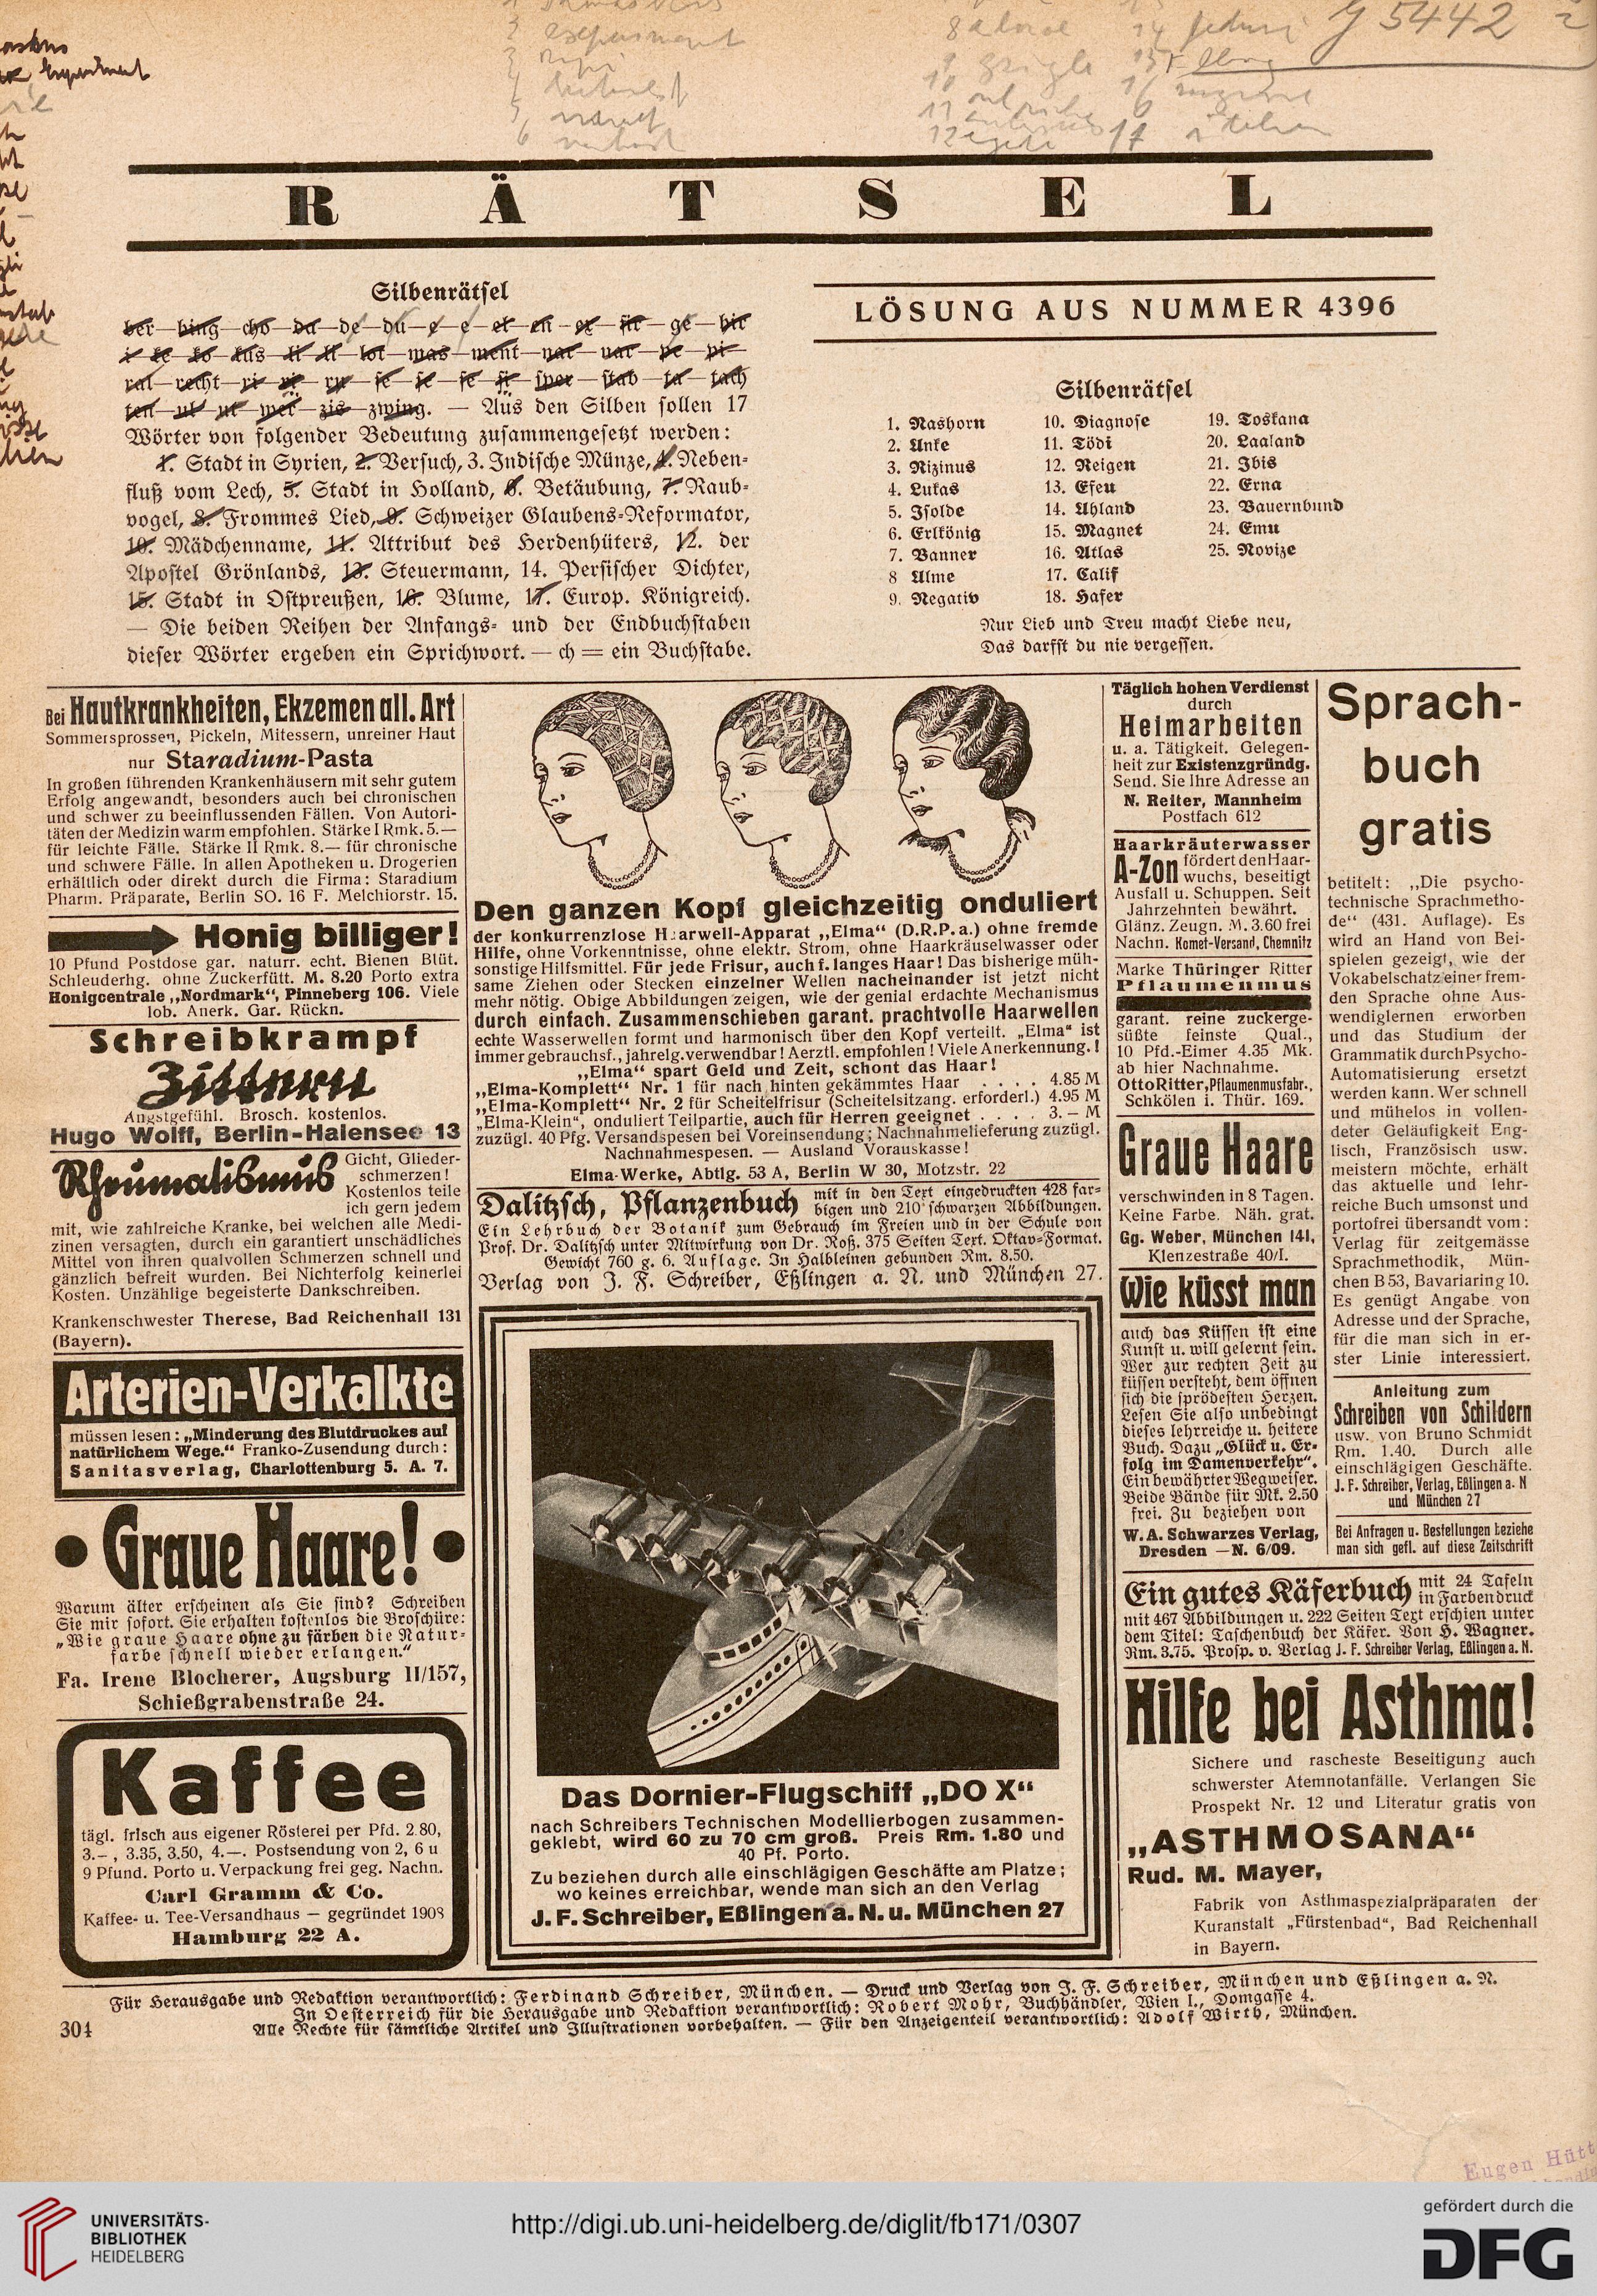 G 5442
RÄTSEL
Silbenrätsel
ber—bing—cho—da—de—du—e—e—el—en—ex—fir—ge—hir
ten—ul—ut—wer—zis—zwing. — Aus den Silben sollen 17
Wörter von folgender Bedeutung zusammengesetzt werden:
1. Stadt in Syrien, 2. Versuch, 3. Indische Münze, 4. Neben-
fluß vom Lech, 5. Stadt in Holland, 6. Betäubung, 7. Raub-
vogel, 8. Frommes Lied, 9. Schweizer Glaubens-Reformator,
10. Mädchenname, 11. Attribut des Herdenhüters, 12. der
Apostel Grönlands, 13. Steuermann, 14. Persischer Dichter,
15. Stadt in Ostpreußen, 16. Blume, 17. Europ. Königreich.
— Die beiden Reihen der Anfangs- und der Endbuchstaben
dieser Wörter ergeben ein Sprichwort. — ch = ein Buchstabe.
LÖSUNG AUS NUMMER 4396
Silbenrätsel
1. Nashorn
2. Unke
3. Rizinus
4. Lukas
5. Isolde
6. Erlkönig
7. Banner
8 Ulme
9. Negativ
10. Diagnose
11. Tödi
12. Reigen
13. Efeu
14. Uhland
15. Magnet
16. Atlas
17. Calif
18. Hafer
19. Toskana
20. Laaland
21. Ibis
22. Erna
23. Bauernbund
24. Emu
25. Novize
Nur Lieb und Treu macht Liebe neu,
Das darfst du nie vergessen.
Bei Hautkrankheiten, Ekzemen all. Art
Sommersprossen, Pickeln, Mitessern, unreiner Haut
nur Staradium-Pasta
In großen führenden Krankenhäusern mit sehr gutem
Erfolg angewandt, besonders auch bei chronischen
und schwer zu beeinflussenden Fällen. Von Autori-
täten der Medizin warm empfohlen. Stärke I Rmk. 5.—
für leichte Fälle. Stärke II Rmk. 8.— für chronische
und schwere Fälle. In allen Apotheken u. Drogerien
erhältlich oder direkt durch die Firma: Staradium
Pharm. Präparate, Berlin SO. 16 F. Melchiorstr. 15.
Honig billiger!
10 Pfund Postdose gar. naturr. echt. Bienen Blüt.
Schleuderhg. ohne Zuckerfütt. M. 8.20 Porto extra
Honigcentrale „Nordmark“, Pinneberg 106. Viele
lob. Anerk. Gar. Rückn.
Schreibkrampf
Zittern
Angstgefühl. Brosch. kostenlos.
Hugo Wolff, Berlin-Halensee 13
Rheumatismus
Gicht, Glieder-
schmerzen!
Kostenlos teile
ich gern jedem
mit, wie zahlreiche Kranke, bei welchen alle Medi-
zinen versagten, durch ein garantiert unschädliches
Mittel von ihren qualvollen Schmerzen schnell und
gänzlich befreit wurden. Bei Nichterfolg keinerlei
Kosten. Unzählige begeisterte Dankschreiben.
Krankenschwester Therese, Bad Reichenhall 131
(Bayern).
Arterien-Verkalkte
müssen lesen: „Minderung des Blutdruckes auf
natürlichem Wege.“ Franko-Zusendung durch:
Sanitasverlag, Charlottenburg 5. A. 7.
• Graue Haare! •
Warum älter erscheinen als Sie sind? Schreiben
Sie mir sofort. Sie erhalten kostenlos die Broschüre:
„Wie graue Haare ohne zu färben die Natur-
farbe schnell wieder erlangen.“
Fa. Irene Blocherer, Augsburg II/157,
Schießgrabenstraße 24.
Kaffee
tägl. frisch aus eigener Rösterei per Pfd. 2.80,
3.–, 3.35, 3.50, 4.—. Postsendung von 2, 6 u
9 Pfund. Porto u. Verpackung frei geg. Nachn.
Carl Gramm & Co.
Kaffee- u. Tee-Versandhaus — gegründet 1908
Hamburg 22 A.
Den ganzen Kopf gleichzeitig onduliert
der konkurrenzlose Haarwell-Apparat „Elma“ (D.R.P.a.) ohne fremde
Hilfe, ohne Vorkenntnisse, ohne elektr. Strom, ohne Haarkräuselwasser oder
sonstige Hilfsmittel. Für jede Frisur, auch f. langes Haar! Das bisherige müh-
same Ziehen oder Stecken einzelner Wellen nacheinander ist jetzt nicht
mehr nötig. Obige Abbildungen zeigen, wie der genial erdachte Mechanismus
durch einfach. Zusammenschieben garant. prachtvolle Haarwellen
echte Wasserwellen formt und harmonisch über den Kopf verteilt. „Elma“ ist
immer gebrauchsf., jahrelg. verwendbar! Aerztl. empfohlen! Viele Anerkennung.!
„Elma“ spart Geld und Zeit, schont das Haar!
„Elma-Komplett“ Nr. 1 für nach hinten gekämmtes Haar . . . . 4.85 M
„Elma-Komplett“ Nr. 2 für Scheitelfrisur (Scheitelsitzang. erforderl.) 4.95 M
„Elma-Klein“, onduliert Teilpartie, auch für Herren geeignet . . . . 3.— M
zuzügl. 40 Pfg. Versandspesen bei Voreinsendung; Nachnahmelieferung zuzügl.
Nachnahmespesen. — Ausland Vorauskasse!
Elma-Werke, Abtlg. 53 A, Berlin W 30, Motzstr. 22
Dalitzsch, Pflanzenbuch mit in den Text eingedruckten 428 far-
bigen und 210 schwarzen Abbildungen.
Ein Lehrbuch der Botanik zum Gebrauch im Freien und in der Schule von
Prof. Dr. Dalitzsch unter Mitwirkung von Dr. Roß. 375 Seiten Text. Oktav-Format.
Gewicht 760 g. 6. Auflage. In Halbleinen gebunden Rm. 8.50.
Verlag von J. F. Schreiber, Eßlingen a. N. und München 27.
Das Dornier-Flugschiff „DO X“
nach Schreibers Technischen Modellierbogen zusammen-
geklebt, wird 60 zu 70 cm groß. Preis Rm. 1.80 und
40 Pf. Porto.
Zu beziehen durch alle einschlägigen Geschäfte am Platze;
wo keines erreichbar, wende man sich an den Verlag
J. F. Schreiber, Eßlingen a. N. u. München 27
Täglich hohen Verdienst
durch
Heimarbeiten
u. a. Tätigkeit. Gelegen-
heit zur Existenzgründg.
Send. Sie Ihre Adresse an
N. Reiter, Mannheim
Postfach 612
Haarkräuterwasser
A-Zon fördert den Haar-
wuchs, beseitigt
Ausfall u. Schuppen. Seit
Jahrzehnten bewährt.
Glänz. Zeugn. M. 3.60 frei
Nachn. Komet-Versand, Chemnitz
Marke Thüringer Ritter
Pflaumenmus
garant. reine zuckerge-
süßte feinste Qual.,
10 Pfd.-Eimer 4.35 Mk.
ab hier Nachnahme.
Otto Ritter, Pflaumenmusfabr.,
Schkölen i. Thür. 169.
Graue Haare
verschwinden in 8 Tagen.
Keine Farbe. Näh. grat.
Gg. Weber, München 141,
Klenzestraße 40/I.
Wie küsst man
auch das Küssen ist eine
Kunst u. will gelernt sein.
Wer zur rechten Zeit zu
küssen versteht, dem öffnen
sich die sprödesten Herzen.
Lesen Sie also unbedingt
dieses lehrreiche u. heitere
Buch. Dazu „Glück u. Er-
folg im Damenverkehr“.
Ein bewährter Wegweiser.
Beide Bände für Mk. 2.50
frei. Zu beziehen von
W. A. Schwarzes Verlag,
Dresden — N. 6/09.
Sprach-
buch
gratis
betitelt: „Die psycho-
technische Sprachmetho-
de“ (431. Auflage). Es
wird an Hand von Bei-
spielen gezeigt, wie der
Vokabelschatz einer frem-
den Sprache ohne Aus-
wendiglernen erworben
und das Studium der
Grammatik durch Psycho-
Automatisierung ersetzt
werden kann. Wer schnell
und mühelos in vollen-
deter Geläufigkeit Eng-
lisch, Französisch usw.
meistern möchte, erhält
das aktuelle und lehr-
reiche Buch umsonst und
portofrei übersandt vom:
Verlag für zeitgemässe
Sprachmethodik, Mün-
chen B 53, Bavariaring 10.
Es genügt Angabe von
Adresse und der Sprache,
für die man sich in er-
ster Linie interessiert.
Anleitung zum
Schreiben von Schildern
usw. von Bruno Schmidt
Rm. 1.40. Durch alle
einschlägigen Geschäfte.
J. F. Schreiber, Verlag, Eßlingen a. N
und München 27
Bei Anfragen u. Bestellungen beziehe
man sich gefl. auf diese Zeitschrift
Ein gutes Käferbuch mit 24 Tafeln
in Farbendruck
mit 467 Abbildungen u. 222 Seiten Text erschien unter
dem Titel: Taschenbuch der Käfer. Von H. Wagner.
Rm. 3.75. Prosp. v. Verlag J. F. Schreiber Verlag, Eßlingen a. N.
Hilfe bei Asthma!
Sichere und rascheste Beseitigung auch
schwerster Atemnotanfälle. Verlangen Sie
Prospekt Nr. 12 und Literatur gratis von
„ASTHMOSANA“
Rud. M. Mayer,
Fabrik von Asthmaspezialpräparaten der
Kuranstalt „Fürstenbad“, Bad Reichenhall
in Bayern.
Für Herausgabe und Redaktion verantwortlich: Ferdinand Schreiber, München. — Druck und Verlag von J. F. Schreiber, München und Eßlingen a. N.
In Oesterreich für die Herausgabe und Redaktion verantwortlich: Robert Mohr, Buchhändler, Wien I., Domgasse 4.
Alle Rechte für sämtliche Artikel und Illustrationen vorbehalten. — Für den Anzeigenteil verantwortlich: Adolf Wirth, München.
304
Eugen Hütt
UNIVERSITÄTS-
BIBLIOTHEK
HEIDELBERG
http://digi.ub.uni-heidelberg.de/diglit/fb171/0307
gefördert durch die
DFG